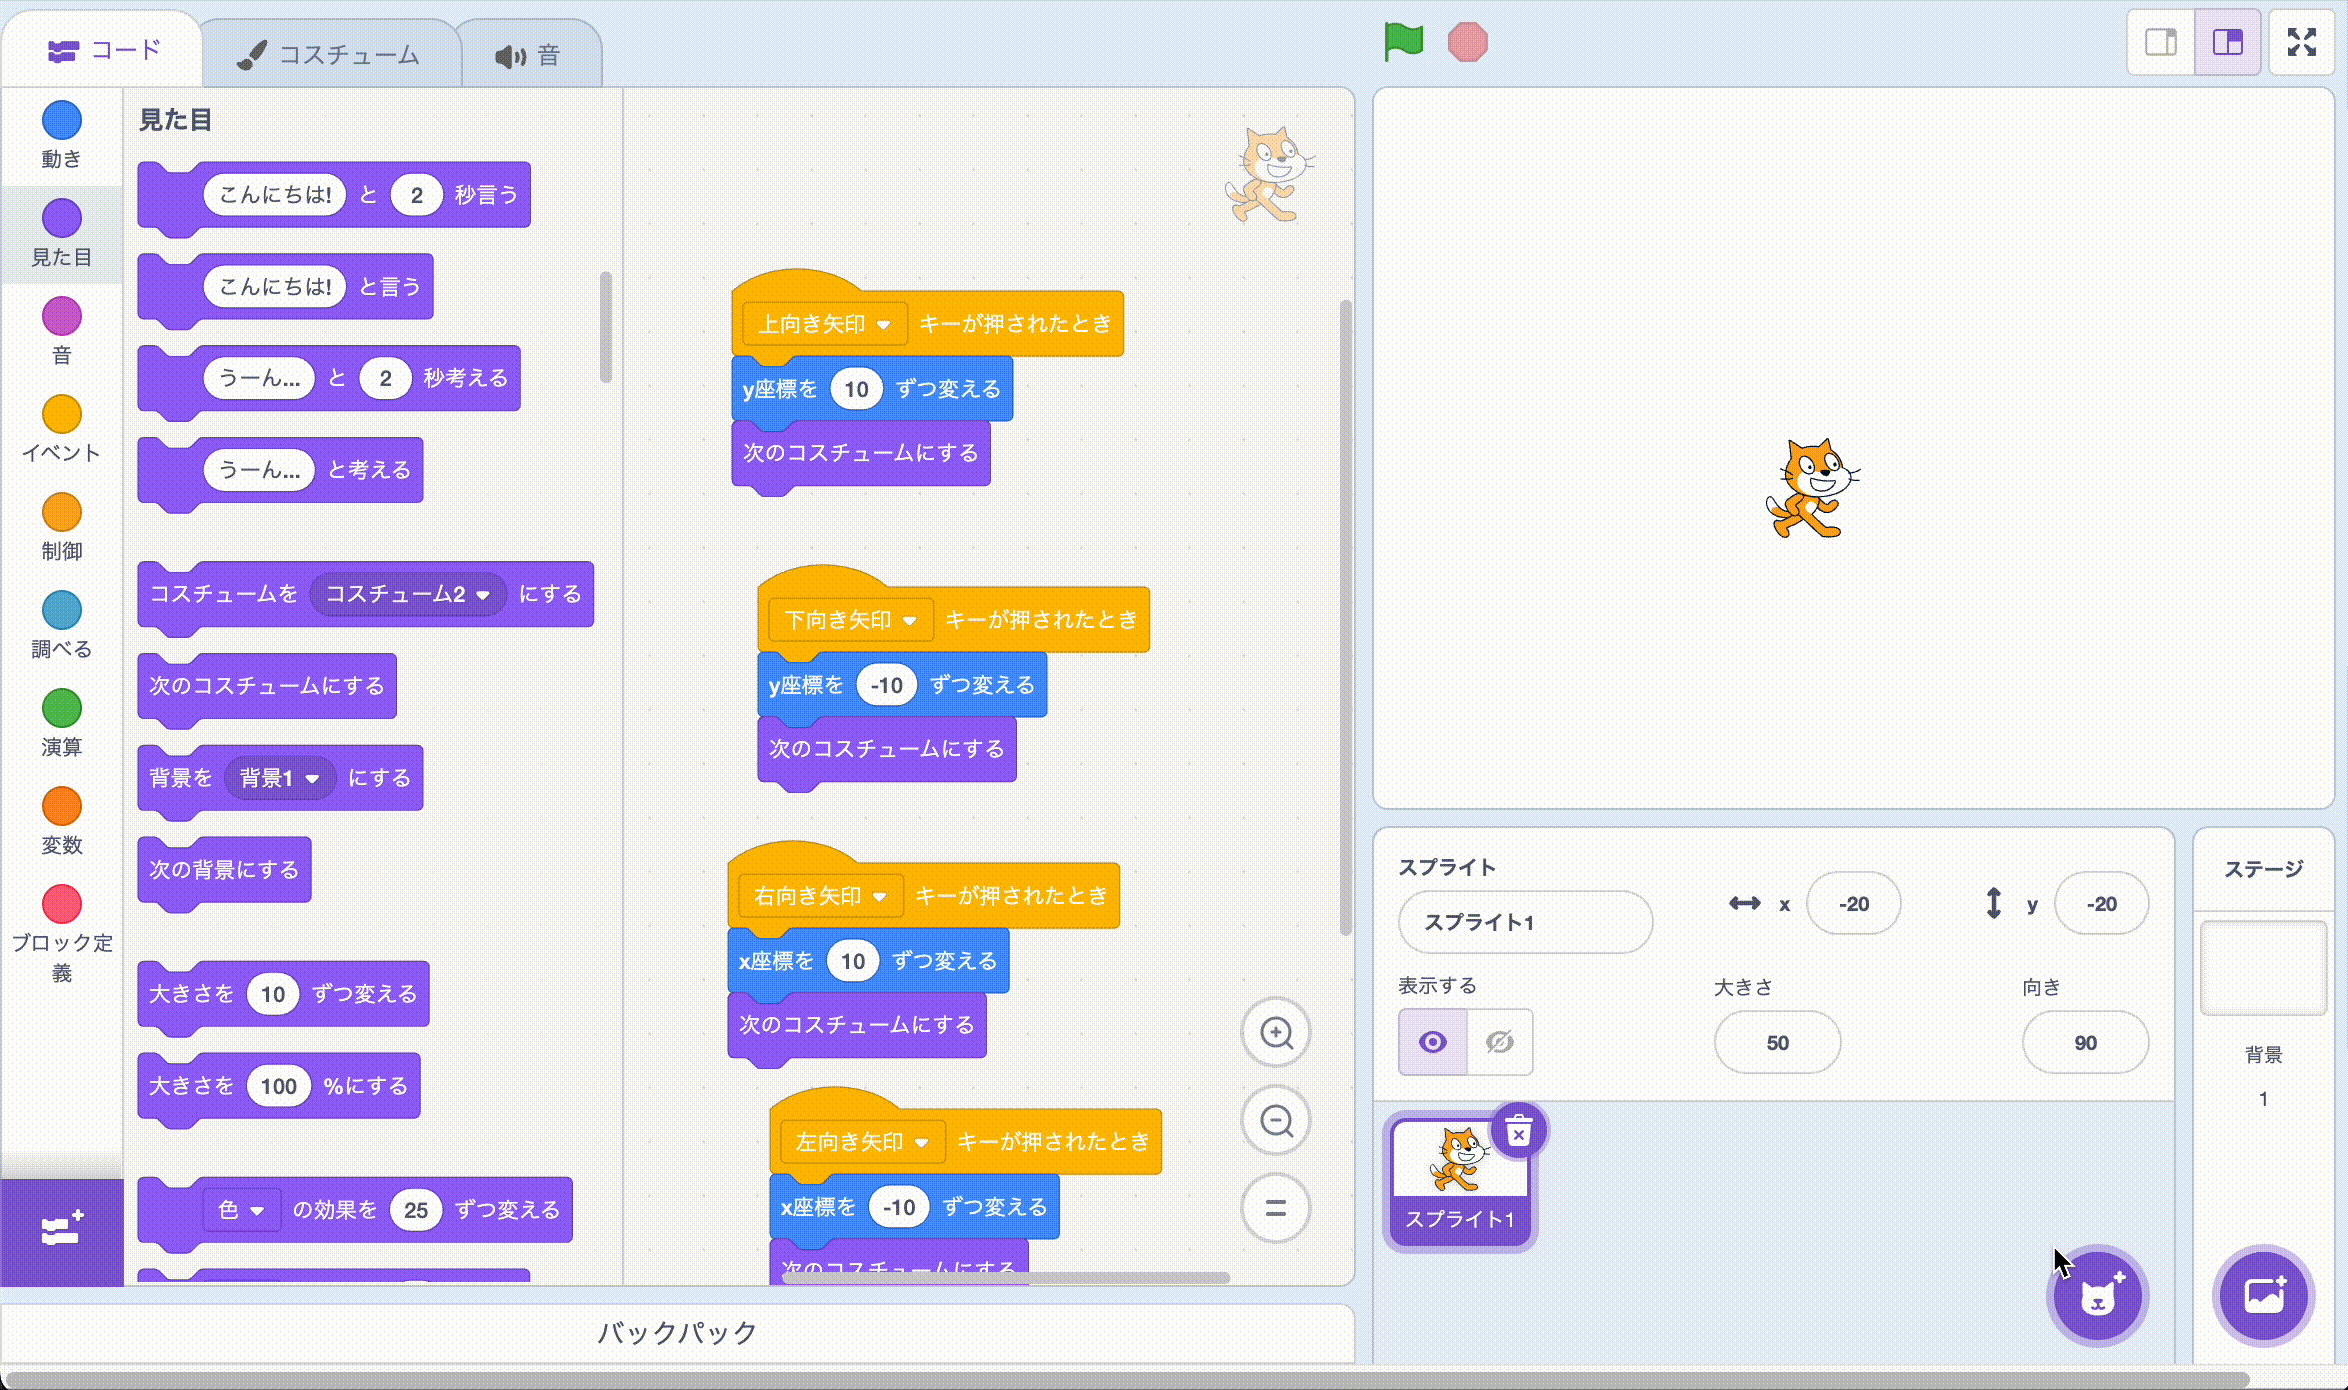 コード
コスチューム
音
動き
見た目
音
イベント
制御
調べる
演算
変数
ブロック定
義
見た目
こんにちは! と 2 秒言う
こんにちは! と言う
うーん... と 2 秒考える
うーん... と考える
コスチュームを コスチューム2 にする
次のコスチュームにする
背景を 背景1 にする
次の背景にする
大きさを 10 ずつ変える
大きさを 100 %にする
色 の効果を 25 ずつ変える
上向き矢印 キーが押されたとき
y座標を 10 ずつ変える
次のコスチュームにする
下向き矢印 キーが押されたとき
y座標を -10 ずつ変える
次のコスチュームにする
右向き矢印 キーが押されたとき
x座標を 10 ずつ変える
次のコスチュームにする
左向き矢印 キーが押されたとき
x座標を -10 ずつ変える
次のコスチュームにする
バックパック
スプライト
スプライト1
x -20
y -20
表示する
大きさ
50
向き
90
スプライト1
ステージ
背景
1